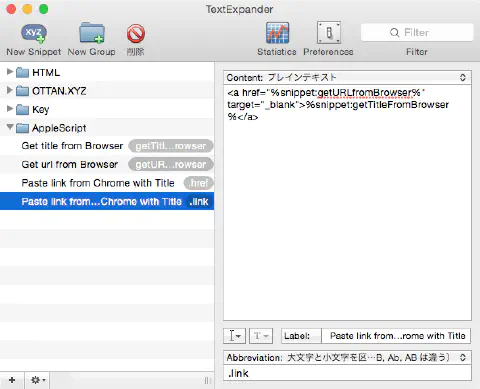 TextExpander
xyz
New Snippet
New Group
削除
Statistics
Preferences
Filter
Filter
HTML
OTTAN.XYZ
Key
AppleScript
Get title from Browser getTitl...rowser
Get url from Browser getUR...rowser
Paste link from Chrome with Title .href
Paste link from...Chrome with Title .link
Content: プレインテキスト
<a href="%snippet:getURLfromBrowser%"
target="_blank">%snippet:getTitleFromBrowser
%</a>
Label: Paste link from...rome with Title
Abbreviation: 大文字と小文字を区…B, Ab, AB は違う）
.link